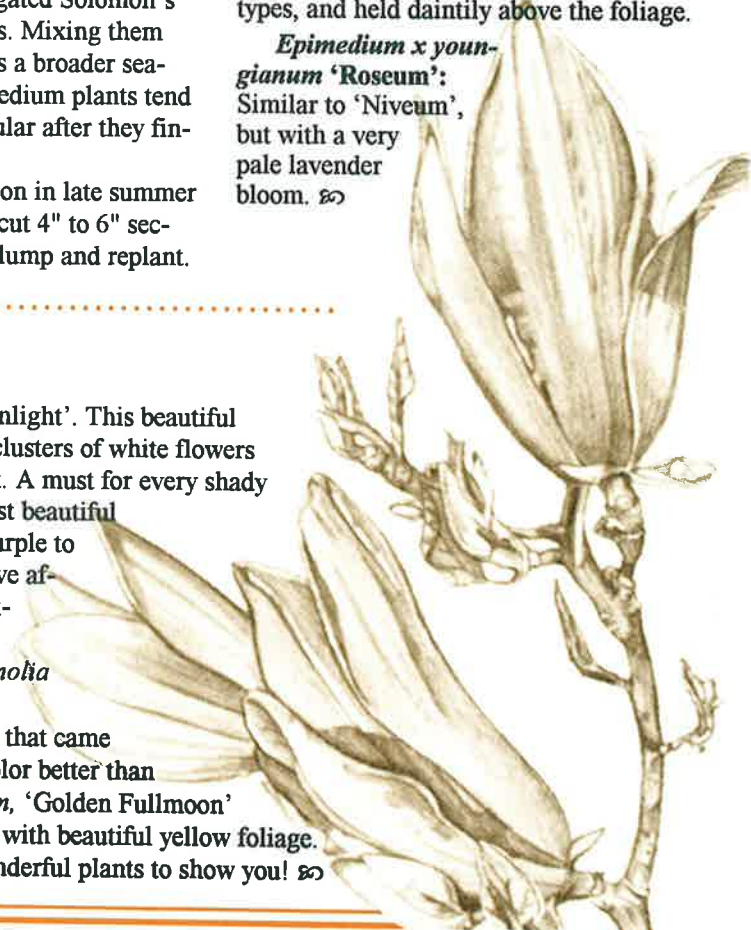 gated Solomon's
s. Mixing them
s a broader sea-
edium plants tend
ular after they fin-
on in late summer
cut 4" to 6" sec-
lump and replant.
types, and held daintily above the foliage.
Epimedium x youn-
gianum ‘Roseum’:
Similar to ‘Niveum’,
but with a very
pale lavender
bloom.
nlight’. This beautiful
clusters of white flowers
. A must for every shady
st beautiful
urple to
ve af-
-
nolia
that came
lor better than
n, ‘Golden Fullmoon’
with beautiful yellow foliage.
nderful plants to show you!